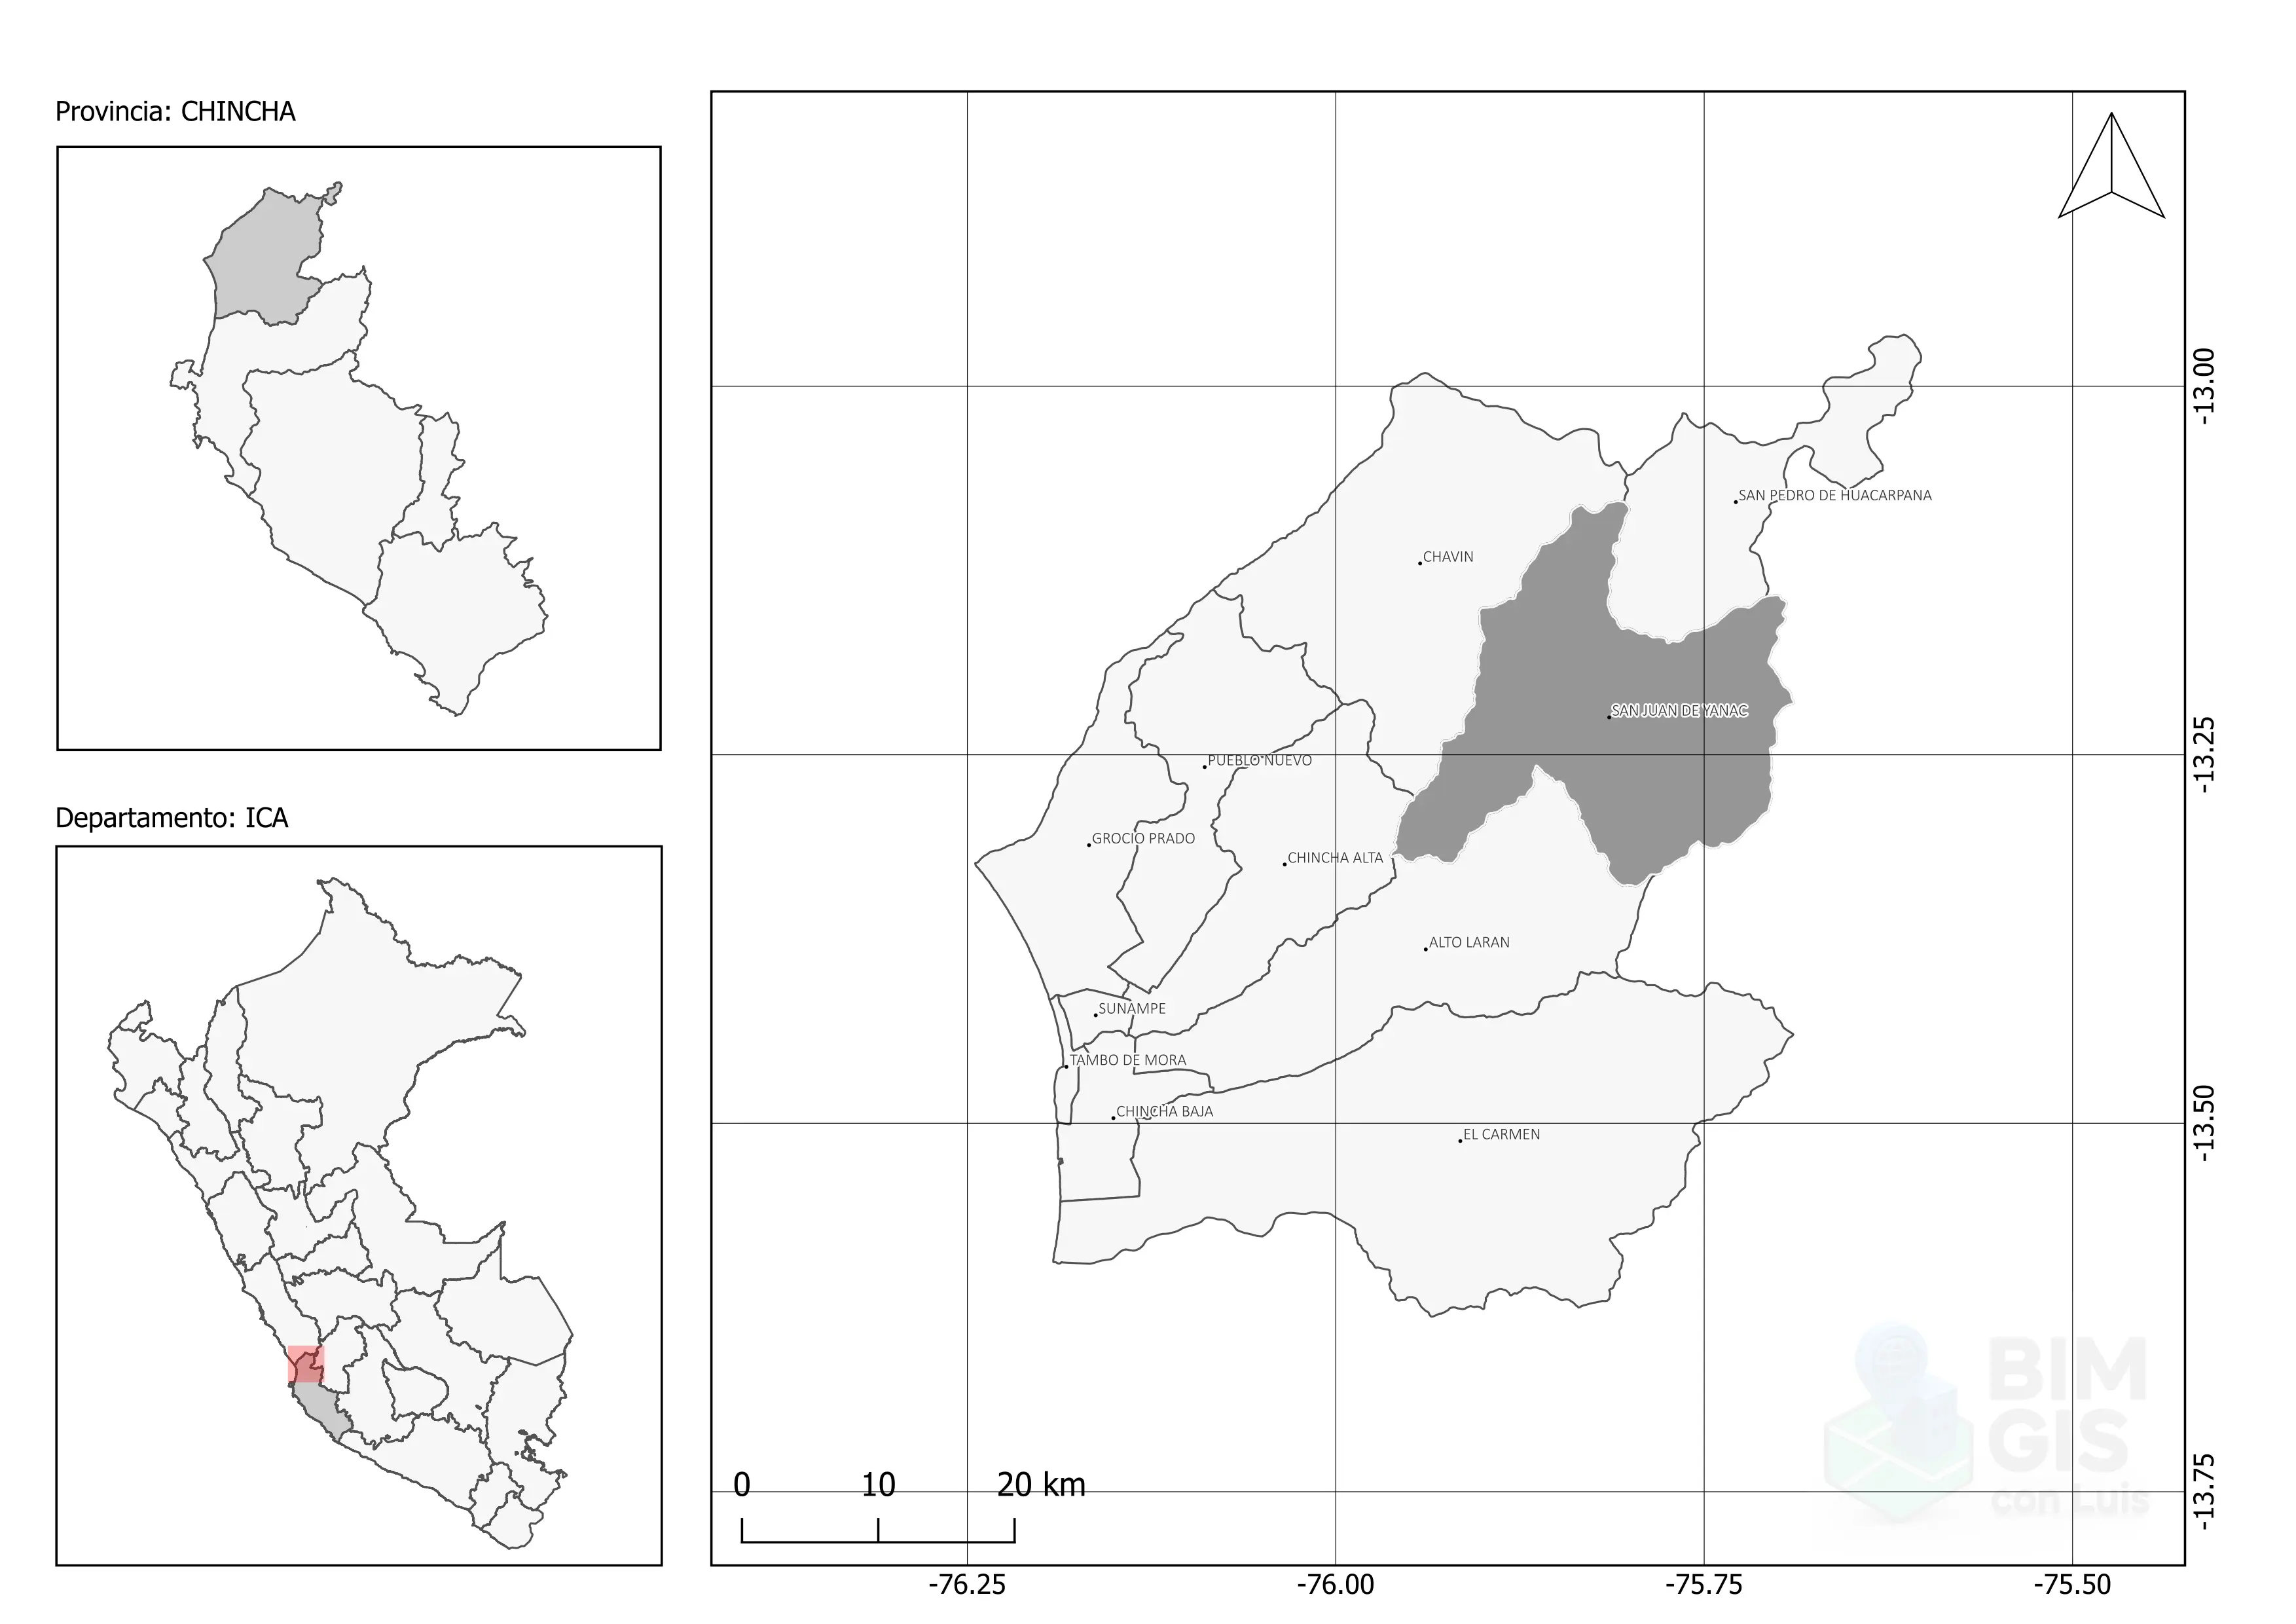 Provincia: CHINCHA
Departamento: ICA
SAN PEDRO DE HUACARPANA
CHAVIN
SAN JUAN DE YANAC
PUEBLO NUEVO
GROCIO PRADO
CHINCHA ALTA
ALTO LARAN
SUNAMPE
TAMBO DE MORA
CHINCHA BAJA
EL CARMEN
-13.00
-13.25
-13.50
-13.75
BIM
GIS
con Luis
0 10 20 km
-76.25 -76.00 -75.75 -75.50